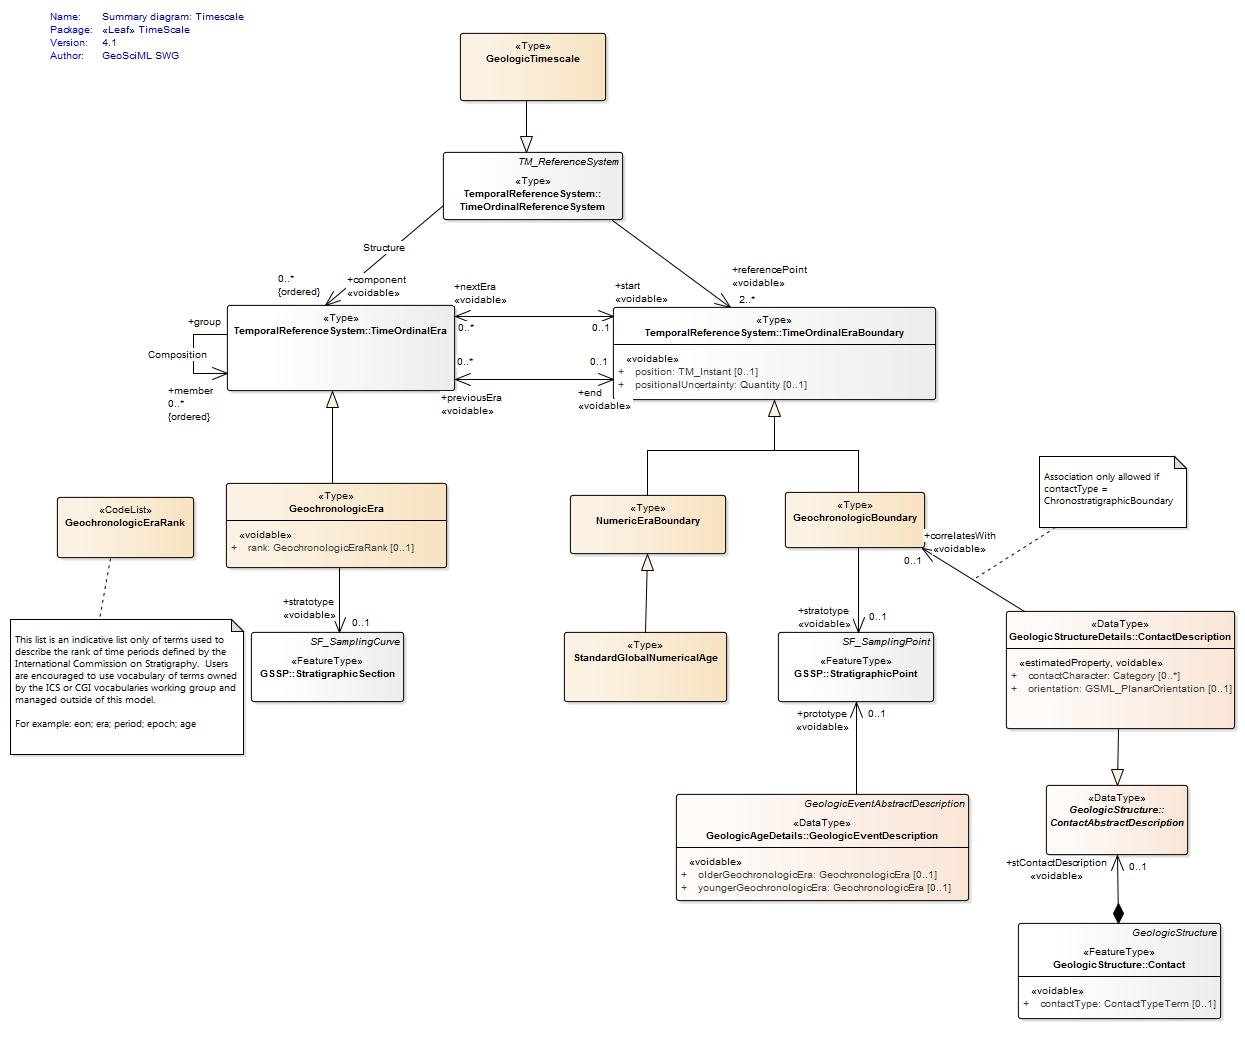 Name: Summary diagram: Timescale
Package: «Leaf» TimeScale
Version: 4.1
Author: GeoSciML SWG
«Type»
GeologicTimescale
TM_ReferenceSystem
«Type»
TemporalReferenceSystem::
TimeOrdinalReferenceSystem
Structure
0..*
{ordered}
+component
«voidable»
+referencePoint
«voidable»
2..*
+nextEra
«voidable»
0..*
+start
«voidable»
0..1
«Type»
TemporalReferenceSystem::TimeOrdinalEra
+group
Composition
+member
0..*
{ordered}
0..*
+previousEra
«voidable»
0..1
+end
«voidable»
«Type»
TemporalReferenceSystem::TimeOrdinalEraBoundary
«voidable»
+ position: TM_Instant [0..1]
+ positionalUncertainty: Quantity [0..1]
«CodeList»
GeochronologicEraRank
«Type»
GeochronologicEra
«voidable»
+ rank: GeochronologicEraRank [0..1]
«Type»
NumericEraBoundary
«Type»
GeochronologicBoundary
Association only allowed if
contactType =
ChronostratigraphicBoundary
+correlatesWith
«voidable»
0..1
+stratotype
«voidable»
0..1
+stratotype
«voidable»
0..1
This list is an indicative list only of terms used to
describe the rank of time periods defined by the
International Commission on Stratigraphy. Users
are encouraged to use vocabulary of terms owned
by the ICS or CGI vocabularies working group and
managed outside of this model.
For example: eon; era; period; epoch; age
SF_SamplingCurve
«FeatureType»
GSSP::StratigraphicSection
«Type»
StandardGlobalNumericalAge
SF_SamplingPoint
«FeatureType»
GSSP::StratigraphicPoint
«DataType»
GeologicStructureDetails::ContactDescription
«estimatedProperty, voidable»
+ contactCharacter: Category [0..*]
+ orientation: GSML_PlanarOrientation [0..1]
+prototype
«voidable»
0..1
GeologicEventAbstractDescription
«DataType»
GeologicAgeDetails::GeologicEventDescription
«voidable»
+ olderGeochronologicEra: GeochronologicEra [0..1]
+ youngerGeochronologicEra: GeochronologicEra [0..1]
«DataType»
GeologicStructure::
ContactAbstractDescription
+stContactDescription
«voidable»
0..1
GeologicStructure
«FeatureType»
GeologicStructure::Contact
«voidable»
+ contactType: ContactTypeTerm [0..1]